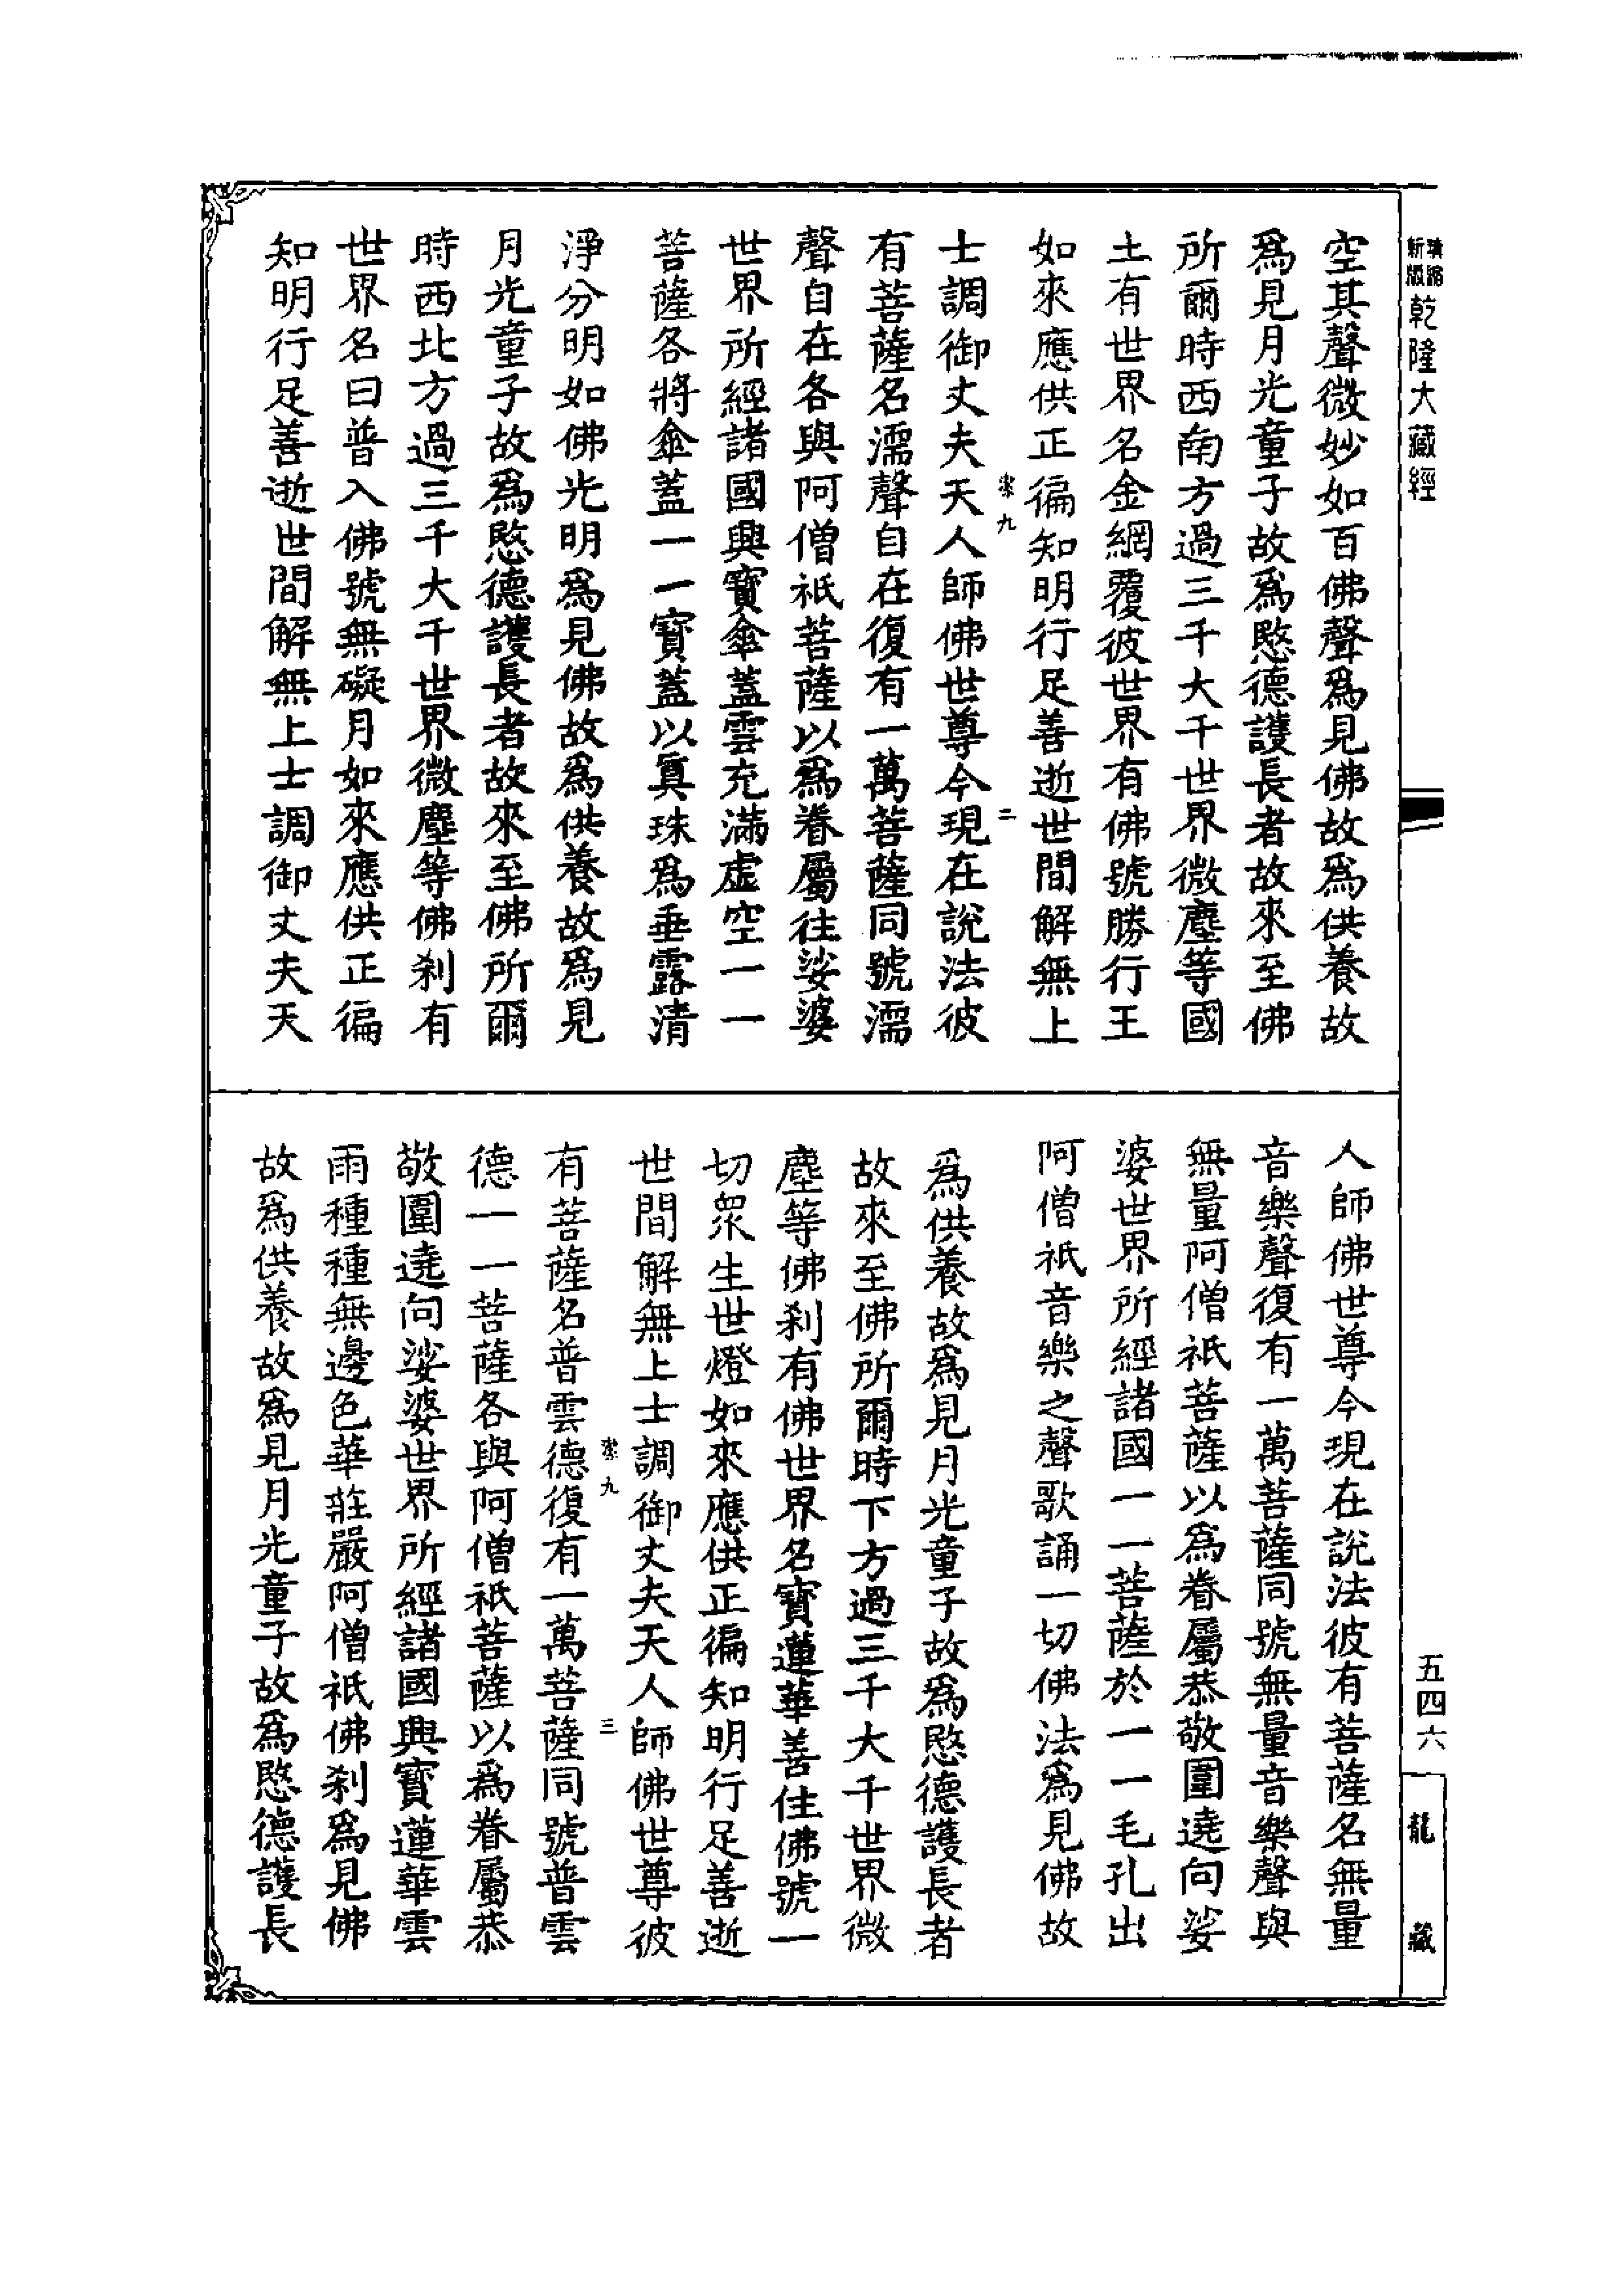 乾隆大藏經
五四六
龍藏
空其聲微妙如百佛聲爲見佛故爲供養故
爲見月光童子故爲愍德護長者故來至佛
所爾時西南方過三千大千世界微塵等國
土有世界名金網覆彼世界有佛號勝行王
如來應供正徧知明行足善逝世間解無上
士調御丈夫天人師佛世尊今現在說法彼
有菩薩名濡聲自在復有一萬菩薩同號濡
聲自在各與阿僧祇菩薩以爲眷屬往娑婆
世界所經諸國興寶傘蓋雲充滿虛空一一
菩薩各將傘蓋一一寶蓋以眞珠爲垂露清
淨分明如佛光明爲見佛故爲供養故爲見
月光童子故爲愍德護長者故來至佛所爾
時西北方過三千大千世界微塵等佛刹有
世界名曰普入佛號無礙月如來應供正徧
知明行足善逝世間解無上士調御丈夫天
九
二
人師佛世尊今現在說法彼有菩薩名無量
音樂聲復有一萬菩薩同號無量音樂聲與
無量阿僧祇菩薩以爲眷屬恭敬圍遶向娑
婆世界所經諸國一一菩薩於一一毛孔出
阿僧祇音樂之聲歌誦一切佛法爲見佛故
爲供養故爲見月光童子故爲愍德護長者
故來至佛所爾時下方過三千大千世界微
塵等佛刹有佛世界名寶蓮華善住佛號一
切眾生世燈如來應供正徧知明行足善逝
世間解無上士調御丈夫天人師佛世尊彼
有菩薩名普雲德復有一萬菩薩同號普雲
德一一菩薩各與阿僧祇菩薩以爲眷屬恭
敬圍遶向娑婆世界所經諸國興寶蓮華雲
雨種種無邊色華莊嚴阿僧祇佛刹爲見佛
故爲供養故爲見月光童子故爲愍德護長
九
三